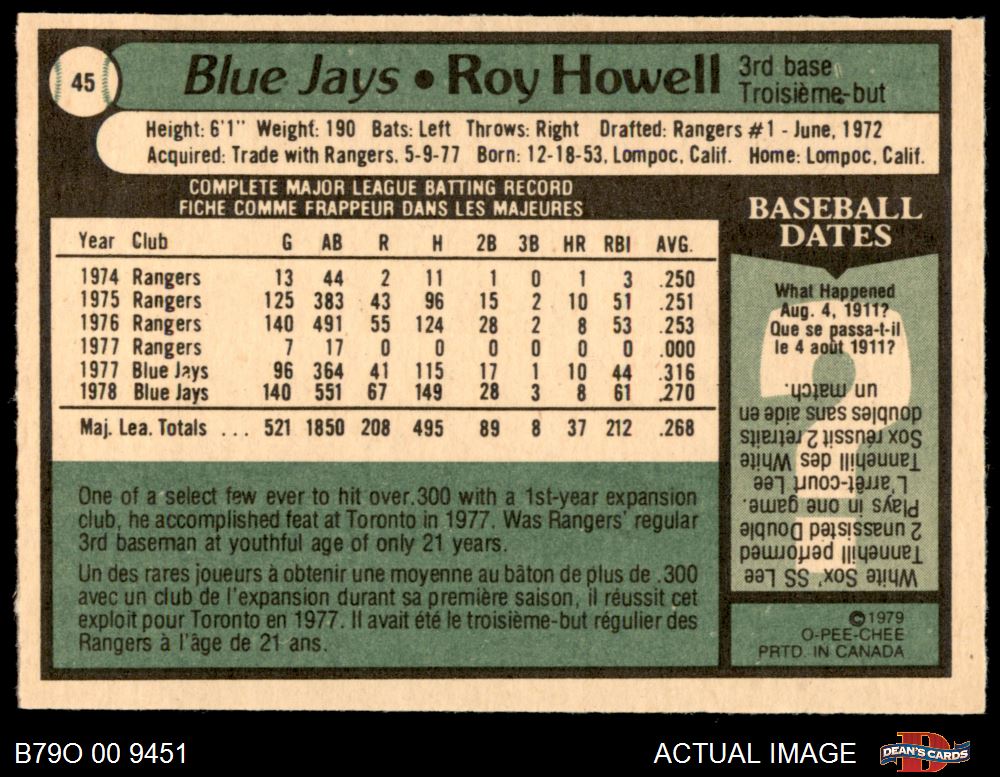 45
Blue Jays • Roy Howell
3rd base
Troisième-but
Height: 6'1" Weight: 190 Bats: Left Throws: Right Drafted: Rangers #1 - June, 1972
Acquired: Trade with Rangers, 5-9-77 Born: 12-18-53, Lompoc, Calif. Home: Lompoc, Calif.
COMPLETE MAJOR LEAGUE BATTING RECORD
FICHE COMME FRAPPEUR DANS LES MAJEURES
Year Club G AB R H 2B 3B HR RBI AVG.
1974 Rangers 13 44 2 11 1 0 1 3 .250
1975 Rangers 125 383 43 96 15 2 10 51 .251
1976 Rangers 140 491 55 124 28 2 8 53 .253
1977 Rangers 7 17 0 0 0 0 0 0 .000
1977 Blue Jays 96 364 41 115 17 1 10 44 .316
1978 Blue Jays 140 551 67 149 28 3 8 61 .270
Maj. Lea. Totals ... 521 1850 208 495 89 8 37 212 .268
One of a select few ever to hit over .300 with a 1st-year expansion
club, he accomplished feat at Toronto in 1977. Was Rangers' regular
3rd baseman at youthful age of only 21 years.
Un des rares joueurs à obtenir une moyenne au bâton de plus de .300
avec un club de l'expansion durant sa première saison, il réussit cet
exploit pour Toronto en 1977. Il avait été le troisième-but régulier des
Rangers à l'âge de 21 ans.
BASEBALL
DATES
What Happened
Aug. 4, 1911?
Que se passa-t-il
le 4 août 1911?
White Sox' SS Lee
Tannehill performed
2 unassisted Double
Plays in one game.
L'arrêt-court Lee
Tannehill des White
Sox réussit 2 retraits
doubles sans aide en
un match.
©1979
O-PEE-CHEE
PRTD. IN CANADA
B79O 00 9451
ACTUAL IMAGE
DEAN'S CARDS